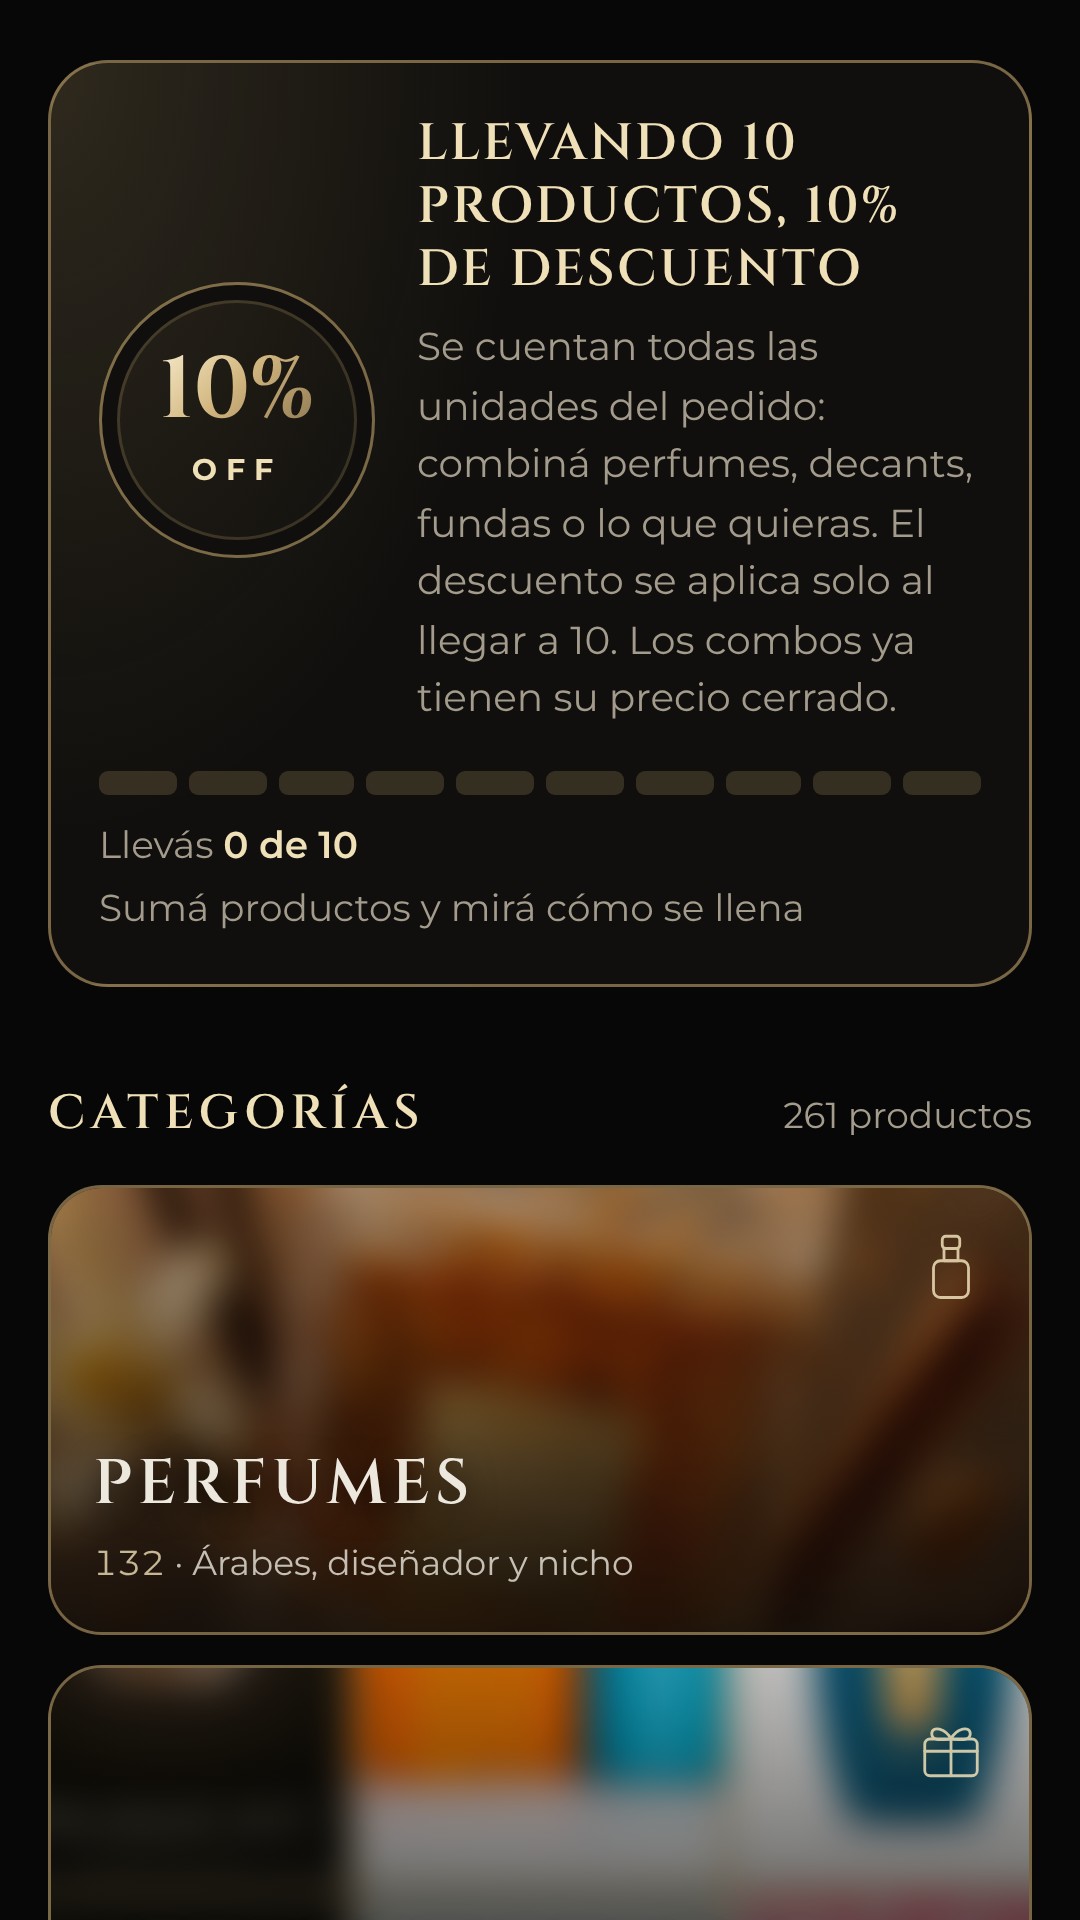 LLEVANDO 10
PRODUCTOS, 10%
DE DESCUENTO
10%
OFF
Se cuentan todas las
unidades del pedido:
combiná perfumes, decants,
fundas o lo que quieras. El
descuento se aplica solo al
llegar a 10. Los combos ya
tienen su precio cerrado.
Llevás 0 de 10
Sumá productos y mirá cómo se llena
CATEGORÍAS
261 productos
PERFUMES
132 · Árabes, diseñador y nicho